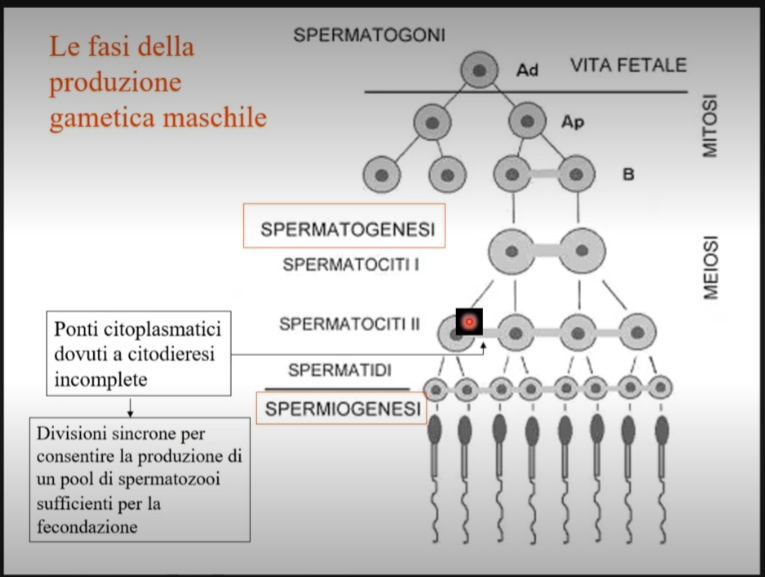 Le fasi della
produzione
gametica maschile
SPERMATOGONI
Ad
VITA FETALE
Ap
MITOSI
B
SPERMATOGENESI
SPERMATOCITI I
MEIOSI
SPERMATOCITI II
Ponti citoplasmatici
dovuti a citodieresi
incomplete
SPERMATIDI
SPERMIOGENESI
Divisioni sincrone per
consentire la produzione di
un pool di spermatozooi
sufficienti per la
fecondazione